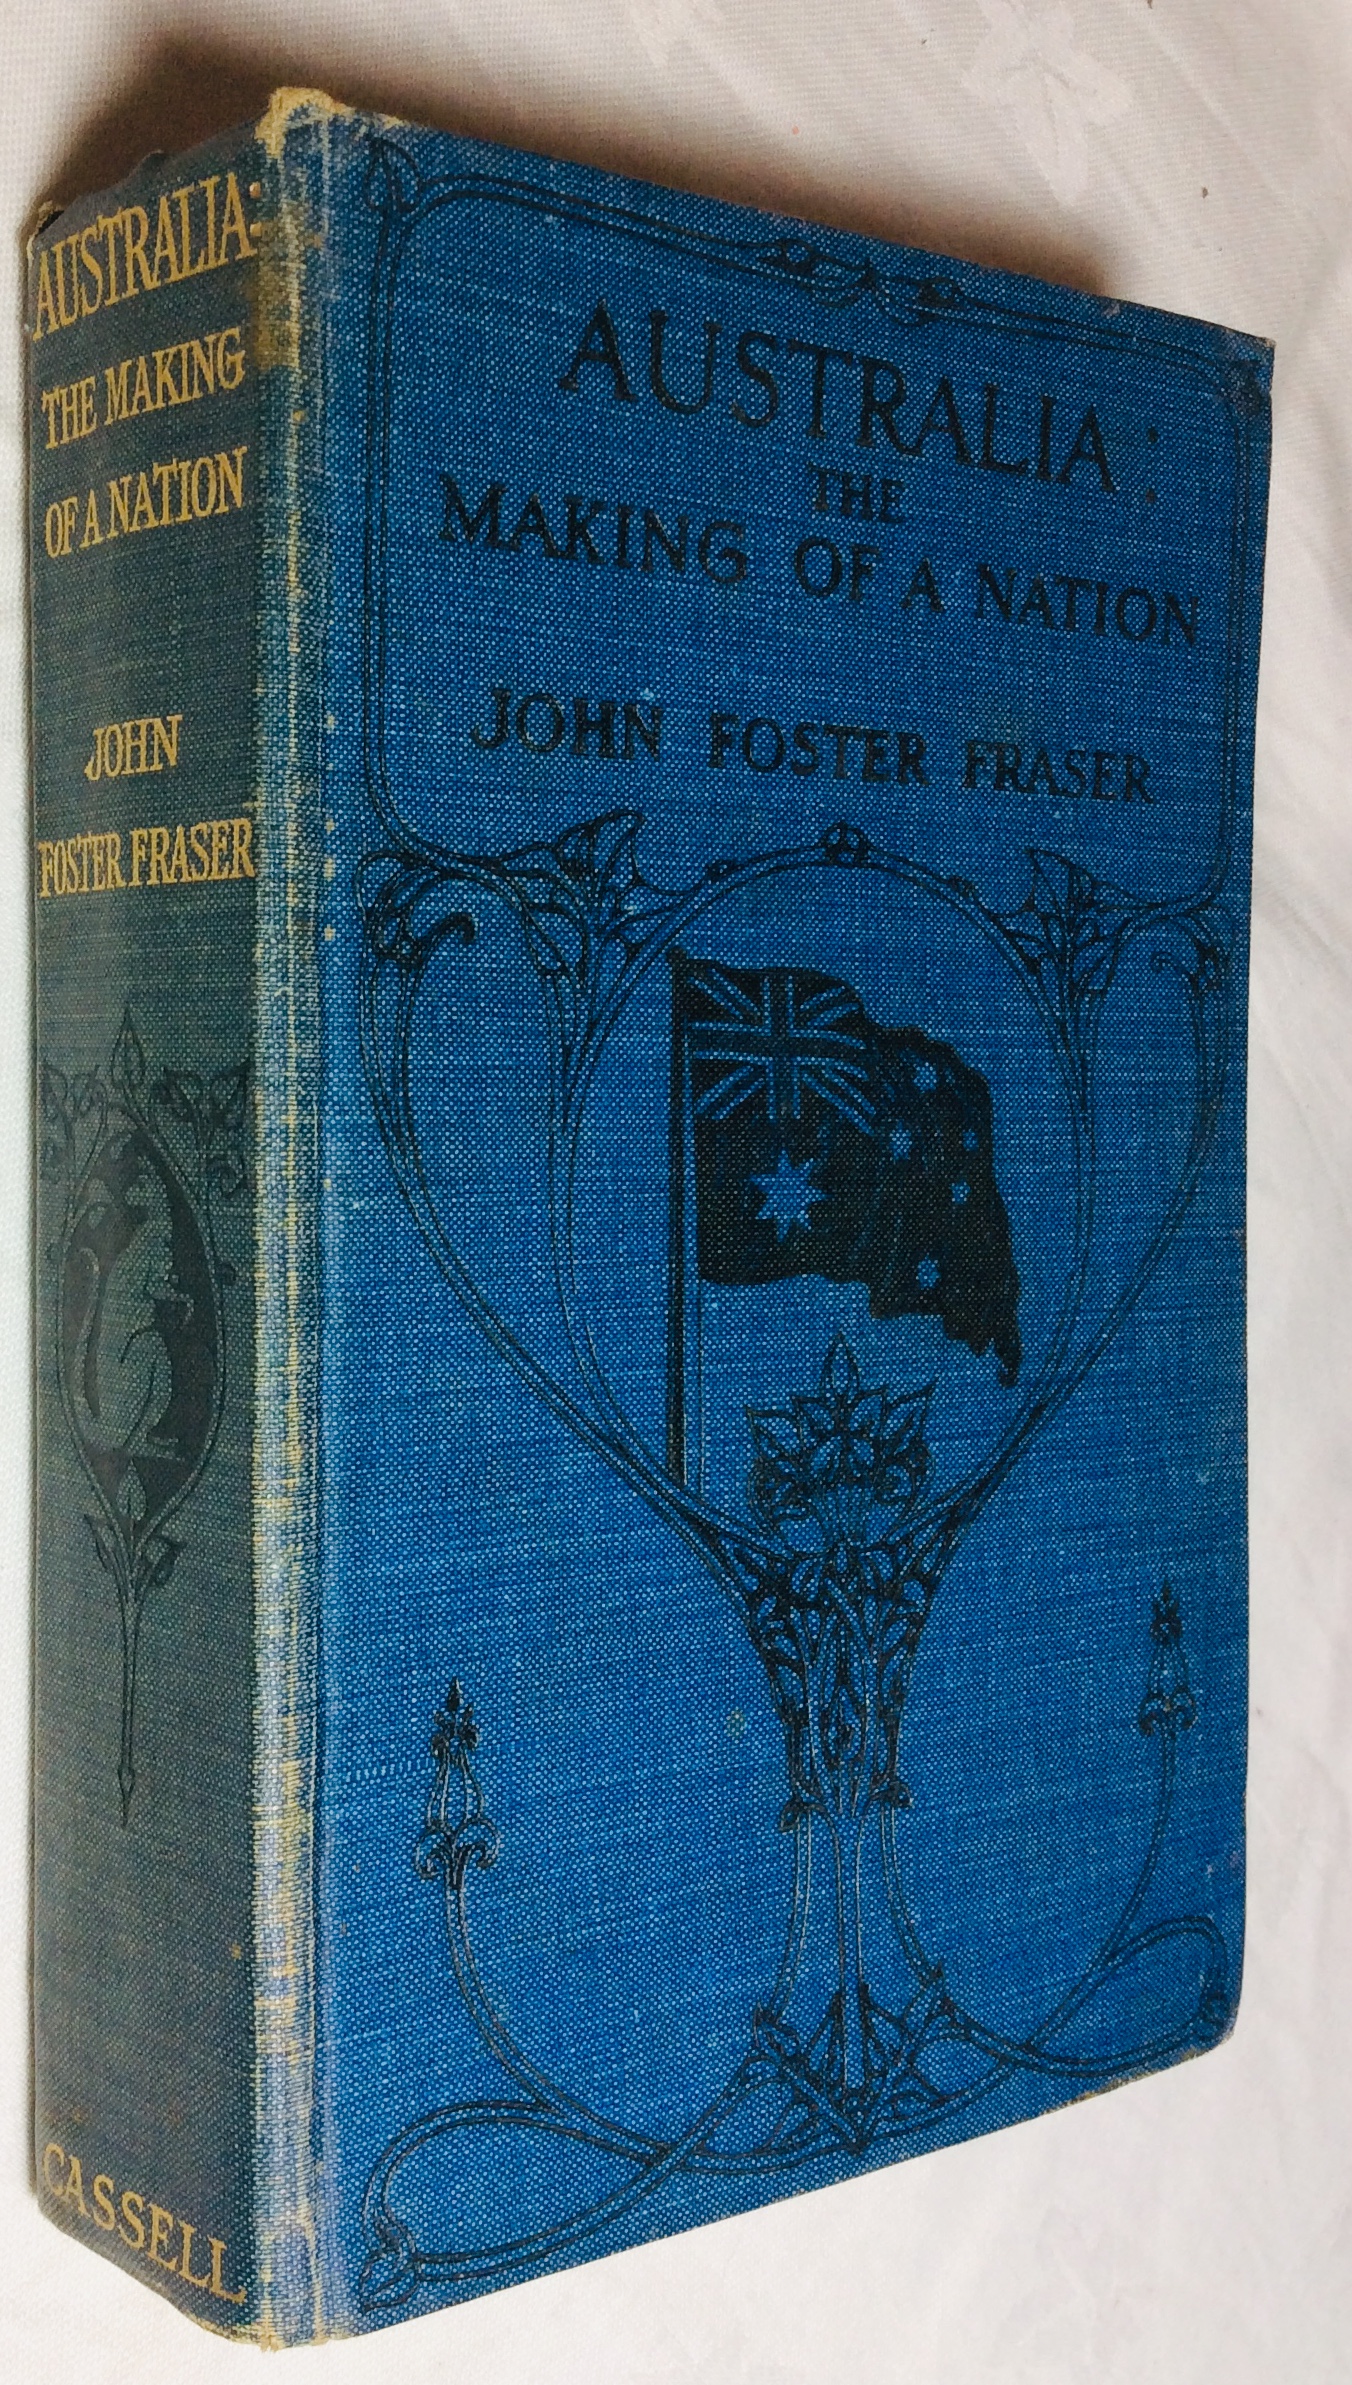 AUSTRALIA:
THE MAKING
OF A NATION
JOHN
FOSTER FRASER
CASSELL
AUSTRALIA:
THE
MAKING OF A NATION
JOHN FOSTER FRASER